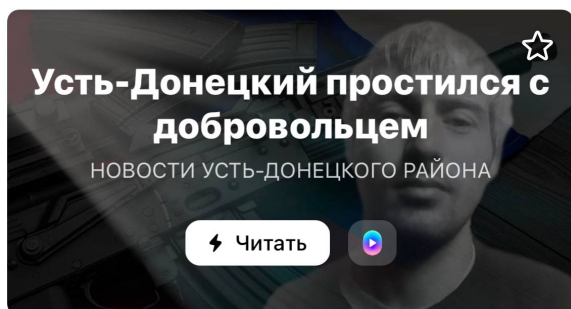 Усть-Донецкий простился с
добровольцем
НОВОСТИ УСТЬ-ДОНЕЦКОГО РАЙОНА
Читать